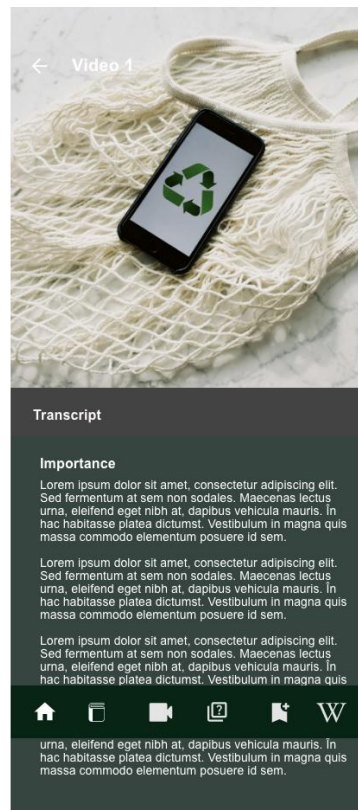 Video 1
Transcript
Importance
Lorem ipsum dolor sit amet, consectetur adipiscing elit.
Sed fermentum at sem non sodales. Maecenas lectus
urna, eleifend eget nibh at, dapibus vehicula mauris. In
hac habitasse platea dictumst. Vestibulum in magna quis
massa commodo elementum posuere id sem.
Lorem ipsum dolor sit amet, consectetur adipiscing elit.
Sed fermentum at sem non sodales. Maecenas lectus
urna, eleifend eget nibh at, dapibus vehicula mauris. In
hac habitasse platea dictumst. Vestibulum in magna quis
massa commodo elementum posuere id sem.
Lorem ipsum dolor sit amet, consectetur adipiscing elit.
Sed fermentum at sem non sodales. Maecenas lectus
urna, eleifend eget nibh at, dapibus vehicula mauris. In
hac habitasse platea dictumst. Vestibulum in magna quis
W
urna, eleifend eget nibh at, dapibus vehicula mauris. In
hac habitasse platea dictumst. Vestibulum in magna quis
massa commodo elementum posuere id sem.